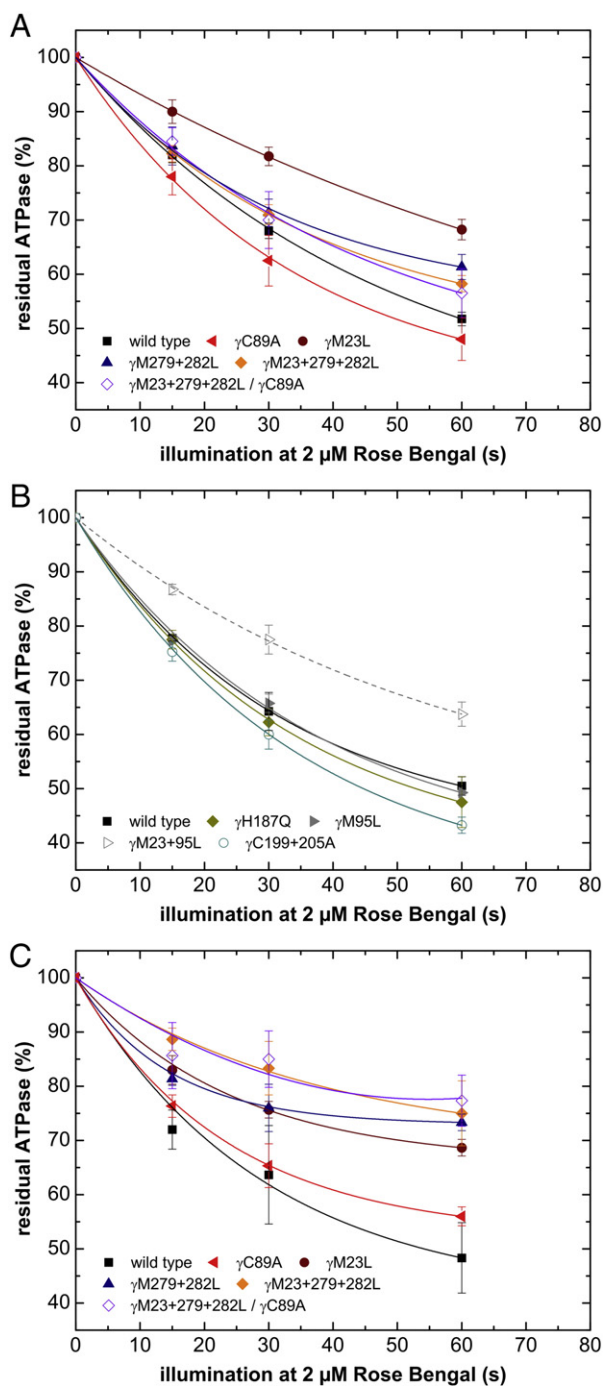 A
residual ATPase (%)
100
90
80
70
60
50
40
wild type γC89A γM23L
γM279+282L γM23+279+282L
γM23+279+282L / γC89A
0 10 20 30 40 50 60 70 80
illumination at 2 µM Rose Bengal (s)
B
residual ATPase (%)
100
90
80
70
60
50
40
wild type γH187Q γM95L
γM23+95L γC199+205A
0 10 20 30 40 50 60 70 80
illumination at 2 µM Rose Bengal (s)
C
residual ATPase (%)
100
90
80
70
60
50
40
wild type γC89A γM23L
γM279+282L γM23+279+282L
γM23+279+282L / γC89A
0 10 20 30 40 50 60 70 80
illumination at 2 µM Rose Bengal (s)